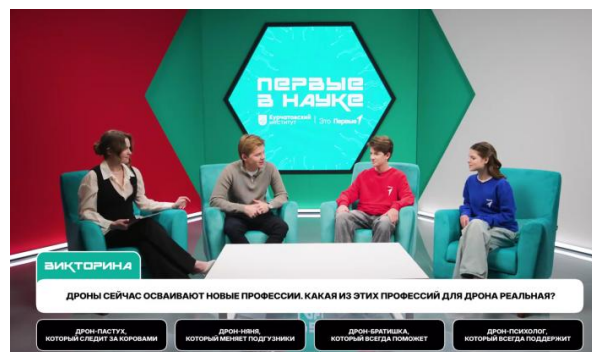 ПЕРВЫЕ
В НАУКЕ
Курчатовский
институт
Это Первые
ВИКТОРИНА
ДРОНЫ СЕЙЧАС ОСВАИВАЮТ НОВЫЕ ПРОФЕССИИ. КАКАЯ ИЗ ЭТИХ ПРОФЕССИЙ ДЛЯ ДРОНА РЕАЛЬНАЯ?
ДРОН-ПАСТУХ,
КОТОРЫЙ СЛЕДИТ ЗА КОРОВАМИ
ДРОН-НЯНЯ,
КОТОРЫЙ МЕНЯЕТ ПОДГУЗНИКИ
ДРОН-БРАТИШКА,
КОТОРЫЙ ВСЕГДА ПОМОЖЕТ
ДРОН-ПСИХОЛОГ,
КОТОРЫЙ ВСЕГДА ПОДДЕРЖИТ